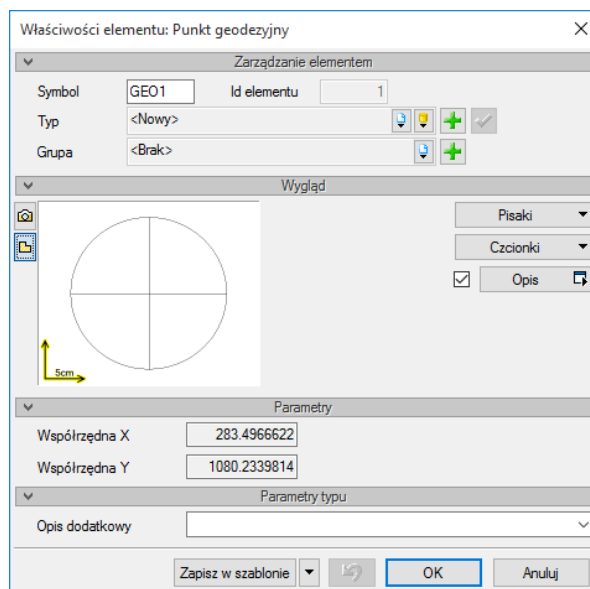 Właściwości elementu: Punkt geodezyjny
Zarządzanie elementem
Symbol GEO1 Id elementu 1
Typ <Nowy>
Grupa <Brak>
Wygląd
Pisaki
Czcionki
Opis
5cm
Parametry
Współrzędna X 283.4966622
Współrzędna Y 1080.2339814
Parametry typu
Opis dodatkowy
Zapisz w szablonie OK Anuluj